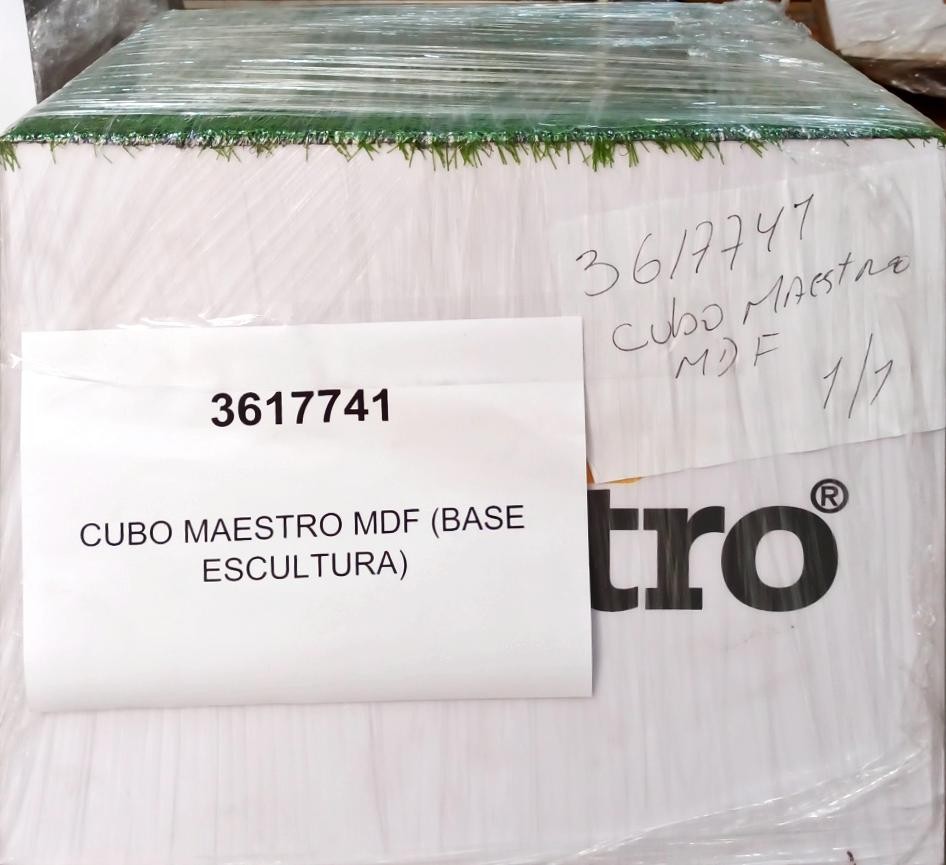 3617741
CUBO MAESTRO
MDF
1/1
3617741
CUBO MAESTRO MDF (BASE
ESCULTURA)
tro®